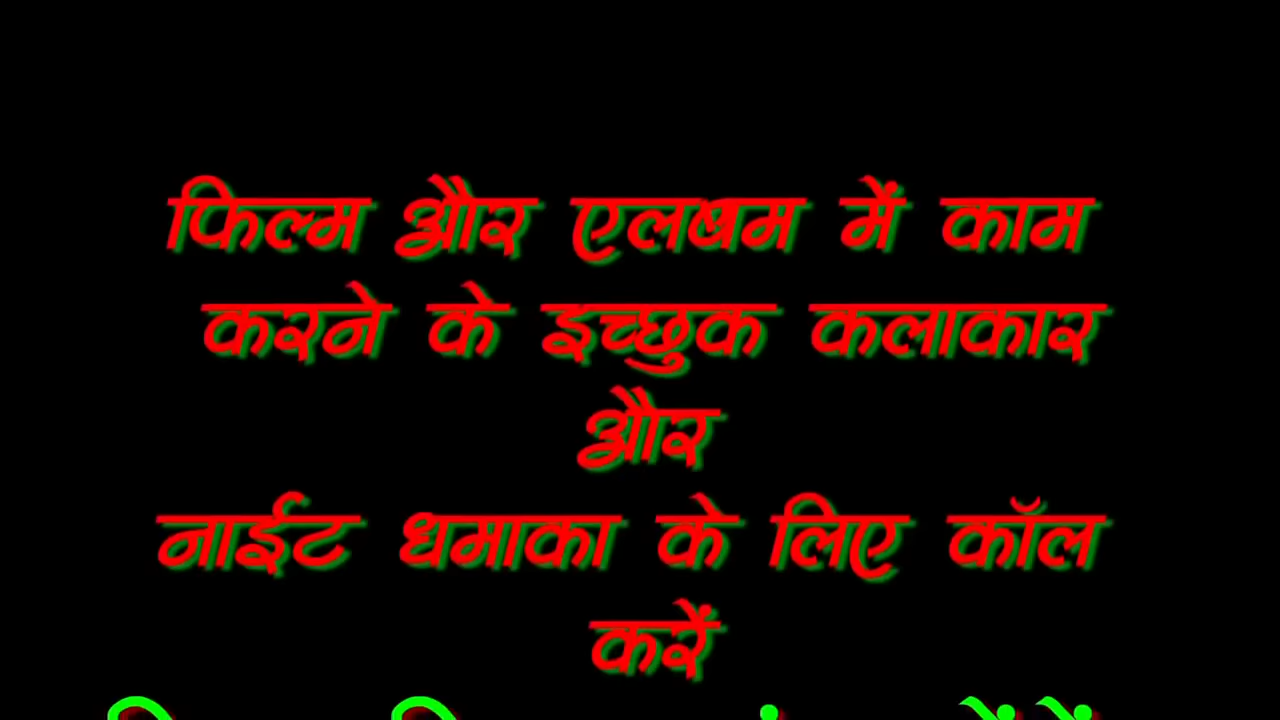 फिल्म और एलबम में काम
करने के इच्छुक कलाकार
और
नाईट धमाका के लिए कॉल
करें